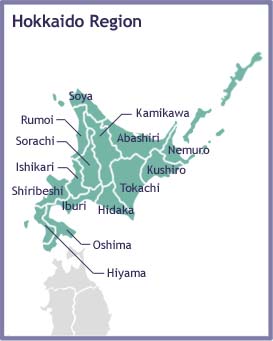 Hokkaido Region
Soya
Kamikawa
Rumoi
Abashiri
Sorachi
Nemuro
Ishikari
Kushiro
Shiribeshi
Tokachi
Iburi
Hidaka
Oshima
Hiyama